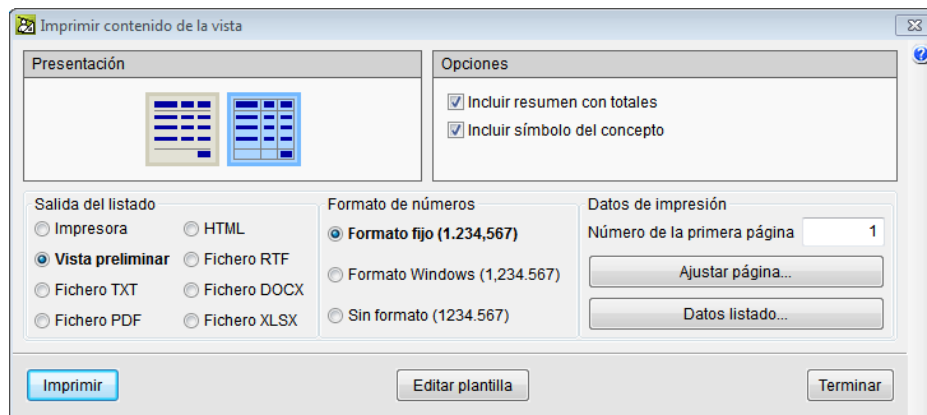 Imprimir contenido de la vista
Presentación
Opciones
Incluir resumen con totales
Incluir símbolo del concepto
Salida del listado
Impresora
HTML
Vista preliminar
Fichero RTF
Fichero TXT
Fichero DOCX
Fichero PDF
Fichero XLSX
Formato de números
Formato fijo (1.234,567)
Formato Windows (1,234.567)
Sin formato (1234.567)
Datos de impresión
Número de la primera página 1
Ajustar página...
Datos listado...
Imprimir
Editar plantilla
Terminar